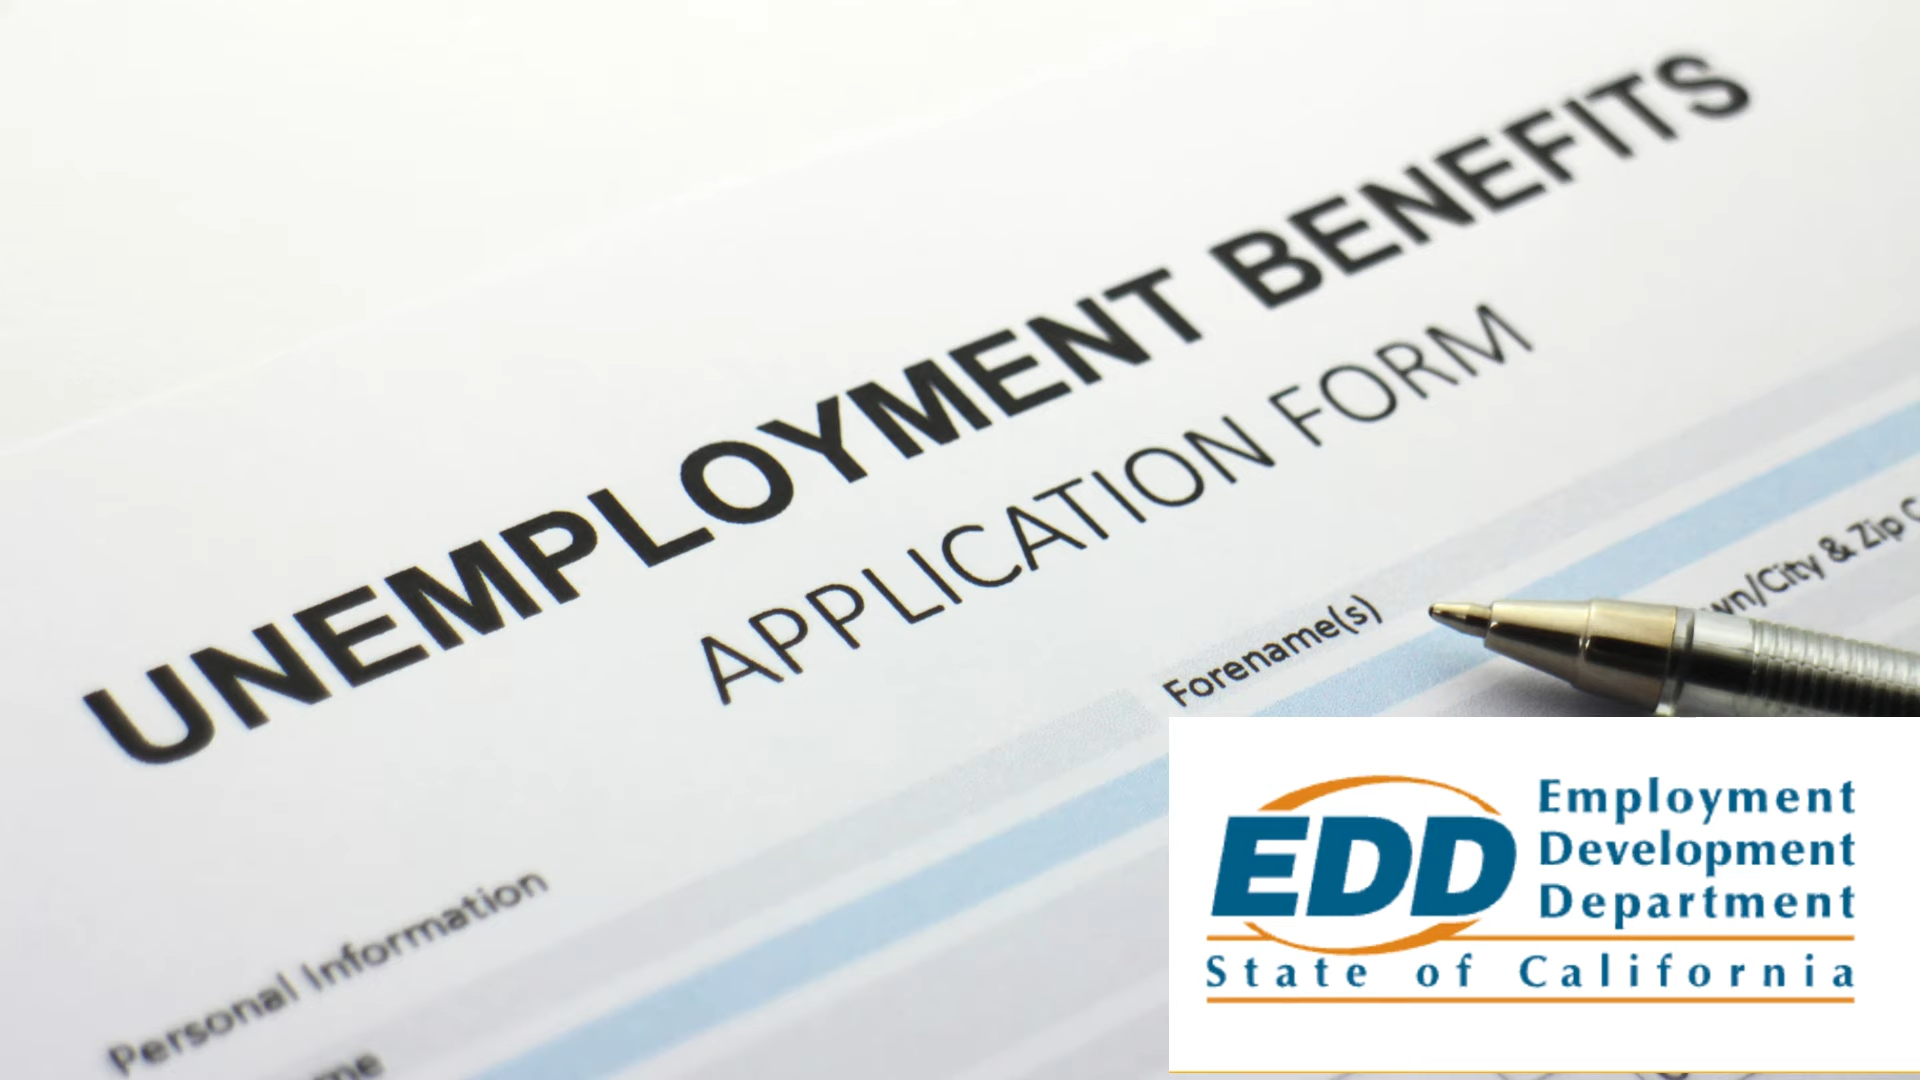 UNEMPLOYMENT BENEFITS
APPLICATION FORM
Forename(s)
Personal Information
EDD
Employment
Development
Department
State of California